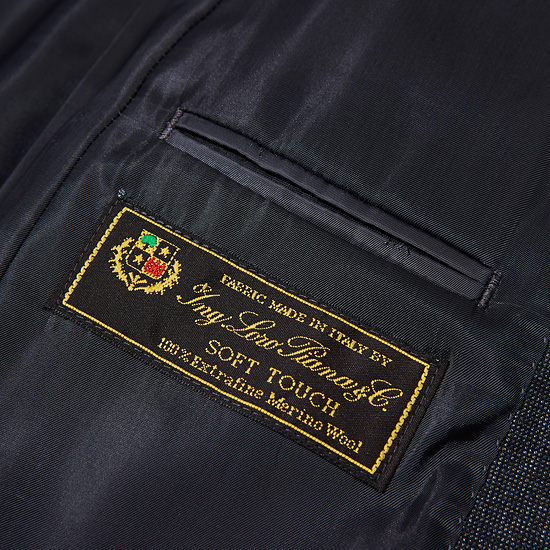 FABRIC MADE IN ITALY BY
Ing. Loro Piana & C.
SOFT TOUCH
100% Extrafine Merino Wool